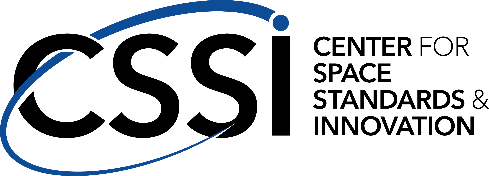 CSSI
CENTER FOR
SPACE
STANDARDS &
INNOVATION